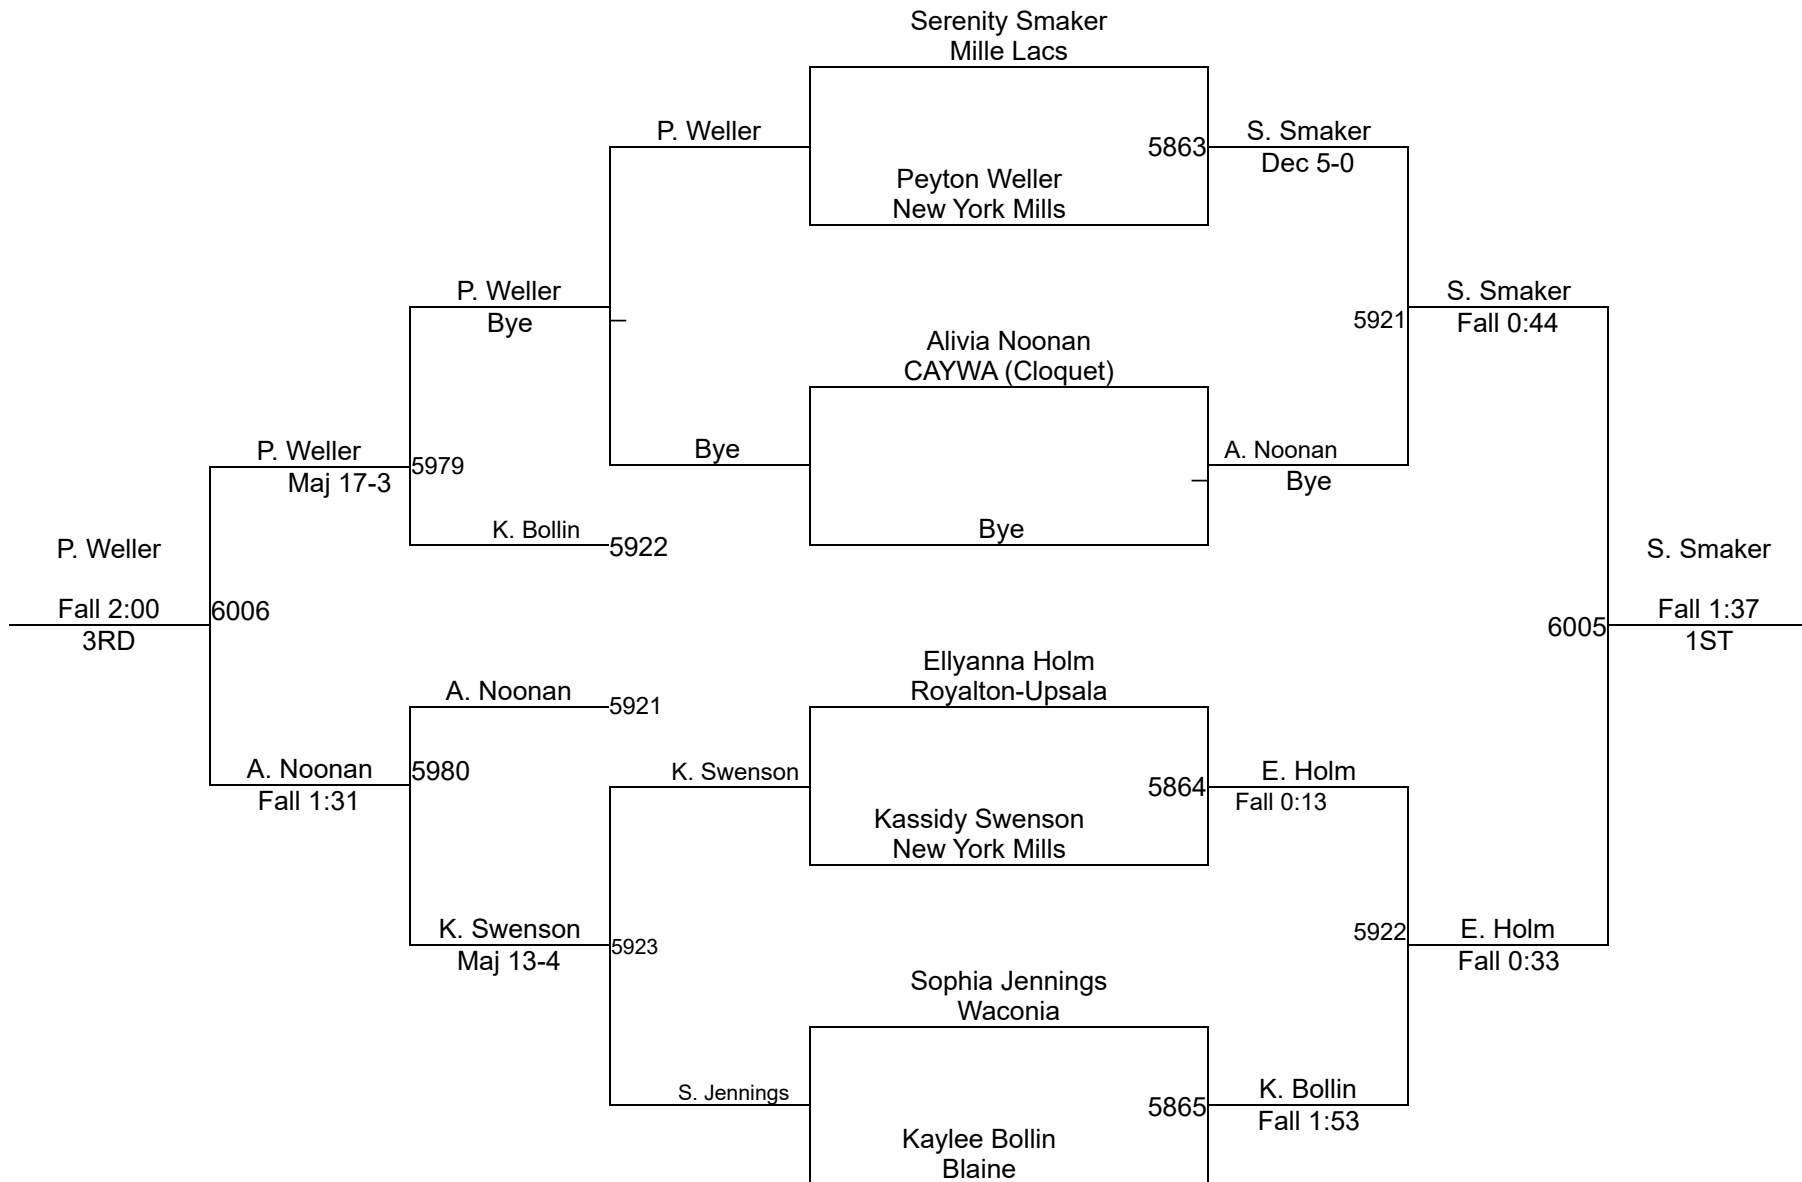 Serenity Smaker
Mille Lacs
P. Weller
5863
S. Smaker
Dec 5-0
Peyton Weller
New York Mills
P. Weller
Bye
S. Smaker
5921
Fall 0:44
Alivia Noonan
CAYWA (Cloquet)
P. Weller
5979
Maj 17-3
Bye
A. Noonan
Bye
K. Bollin
5922
Bye
P. Weller
Fall 2:00
3RD
6006
S. Smaker
6005
Fall 1:37
1ST
A. Noonan
5921
Ellyanna Holm
Royalton-Upsala
A. Noonan
5980
Fall 1:31
K. Swenson
5864
E. Holm
Fall 0:13
Kassidy Swenson
New York Mills
K. Swenson
5923
Maj 13-4
5922
E. Holm
Fall 0:33
Sophia Jennings
Waconia
S. Jennings
5865
K. Bollin
Fall 1:53
Kaylee Bollin
Blaine